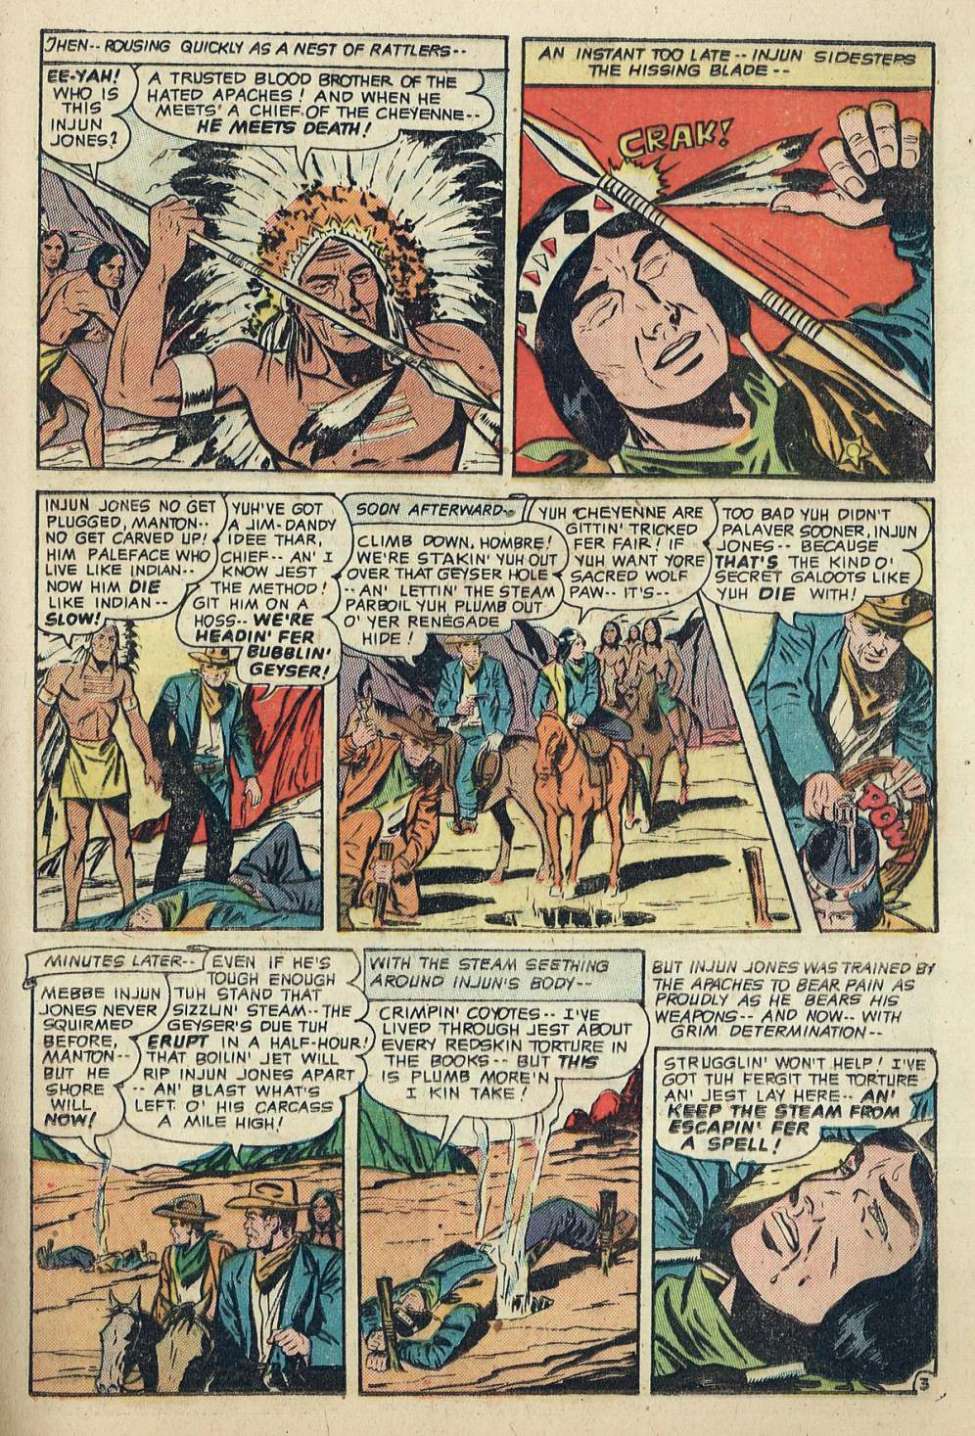 THEN-- ROUSING QUICKLY AS A NEST OF RATTLERS--
EE-YAH!
WHO IS
THIS
INJUN
JONES?
A TRUSTED BLOOD BROTHER OF THE
HATED APACHES! AND WHEN HE
MEETS A CHIEF OF THE CHEYENNE--
HE MEETS DEATH!
AN INSTANT TOO LATE-- INJUN SIDESTEPS
THE HISSING BLADE--
CRAK!
INJUN JONES NO GET
PLUGGED, MANTON--
NO GET CARVED UP!
HIM PALEFACE WHO
LIVE LIKE INDIAN--
NOW HIM DIE
LIKE INDIAN--
SLOW!
YUH'VE GOT
A JIM-DANDY
IDEE THAR,
CHIEF-- AN' I
KNOW JEST
THE METHOD!
GIT HIM ON A
HOSS-- WE'RE
HEADIN' FER
BUBBLIN'
GEYSER!
SOON AFTERWARD--
CLIMB DOWN, HOMBRE!
WE'RE STAKIN' YUH OUT
OVER THAT GEYSER HOLE
-- AN' LETTIN' THE STEAM
PARBOIL YUH PLUMB OUT
O' YER RENEGADE
HIDE!
YUH CHEYENNE ARE
GITTIN' TRICKED
FER FAIR! IF
YUH WANT YORE
SACRED WOLF
PAW-- IT'S--
TOO BAD YUH DIDN'T
PALAVER SOONER, INJUN
JONES-- BECAUSE
THAT'S THE KIND O'
SECRET GALOOTS LIKE
YUH DIE WITH!
POW
MINUTES LATER--
MEBBE INJUN
JONES NEVER
SQUIRMED
BEFORE,
MANTON--
BUT HE
SHORE
WILL
NOW!
EVEN IF HE'S
TOUGH ENOUGH
TUH STAND THAT
SIZZLIN' STEAM-- THE
GEYSER'S DUE TUH
ERUPT IN A HALF-HOUR!
THAT BOILIN' JET WILL
RIP INJUN JONES APART
-- AN' BLAST WHAT'S
LEFT O' HIS CARCASS
A MILE HIGH!
WITH THE STEAM SEETHING
AROUND INJUN'S BODY--
CRIMPIN' COYOTES-- I'VE
LIVED THROUGH JEST ABOUT
EVERY REDSKIN TORTURE IN
THE BOOKS-- BUT THIS
IS PLUMB MORE'N
I KIN TAKE!
BUT INJUN JONES WAS TRAINED BY
THE APACHES TO BEAR PAIN AS
PROUDLY AS HE BEARS HIS
WEAPONS-- AND NOW-- WITH
GRIM DETERMINATION--
STRUGGLIN' WON'T HELP! I'VE
GOT TUH FERGIT THE TORTURE
AN' JEST LAY HERE-- AN'
KEEP THE STEAM FROM
ESCAPIN' FER
A SPELL!
3